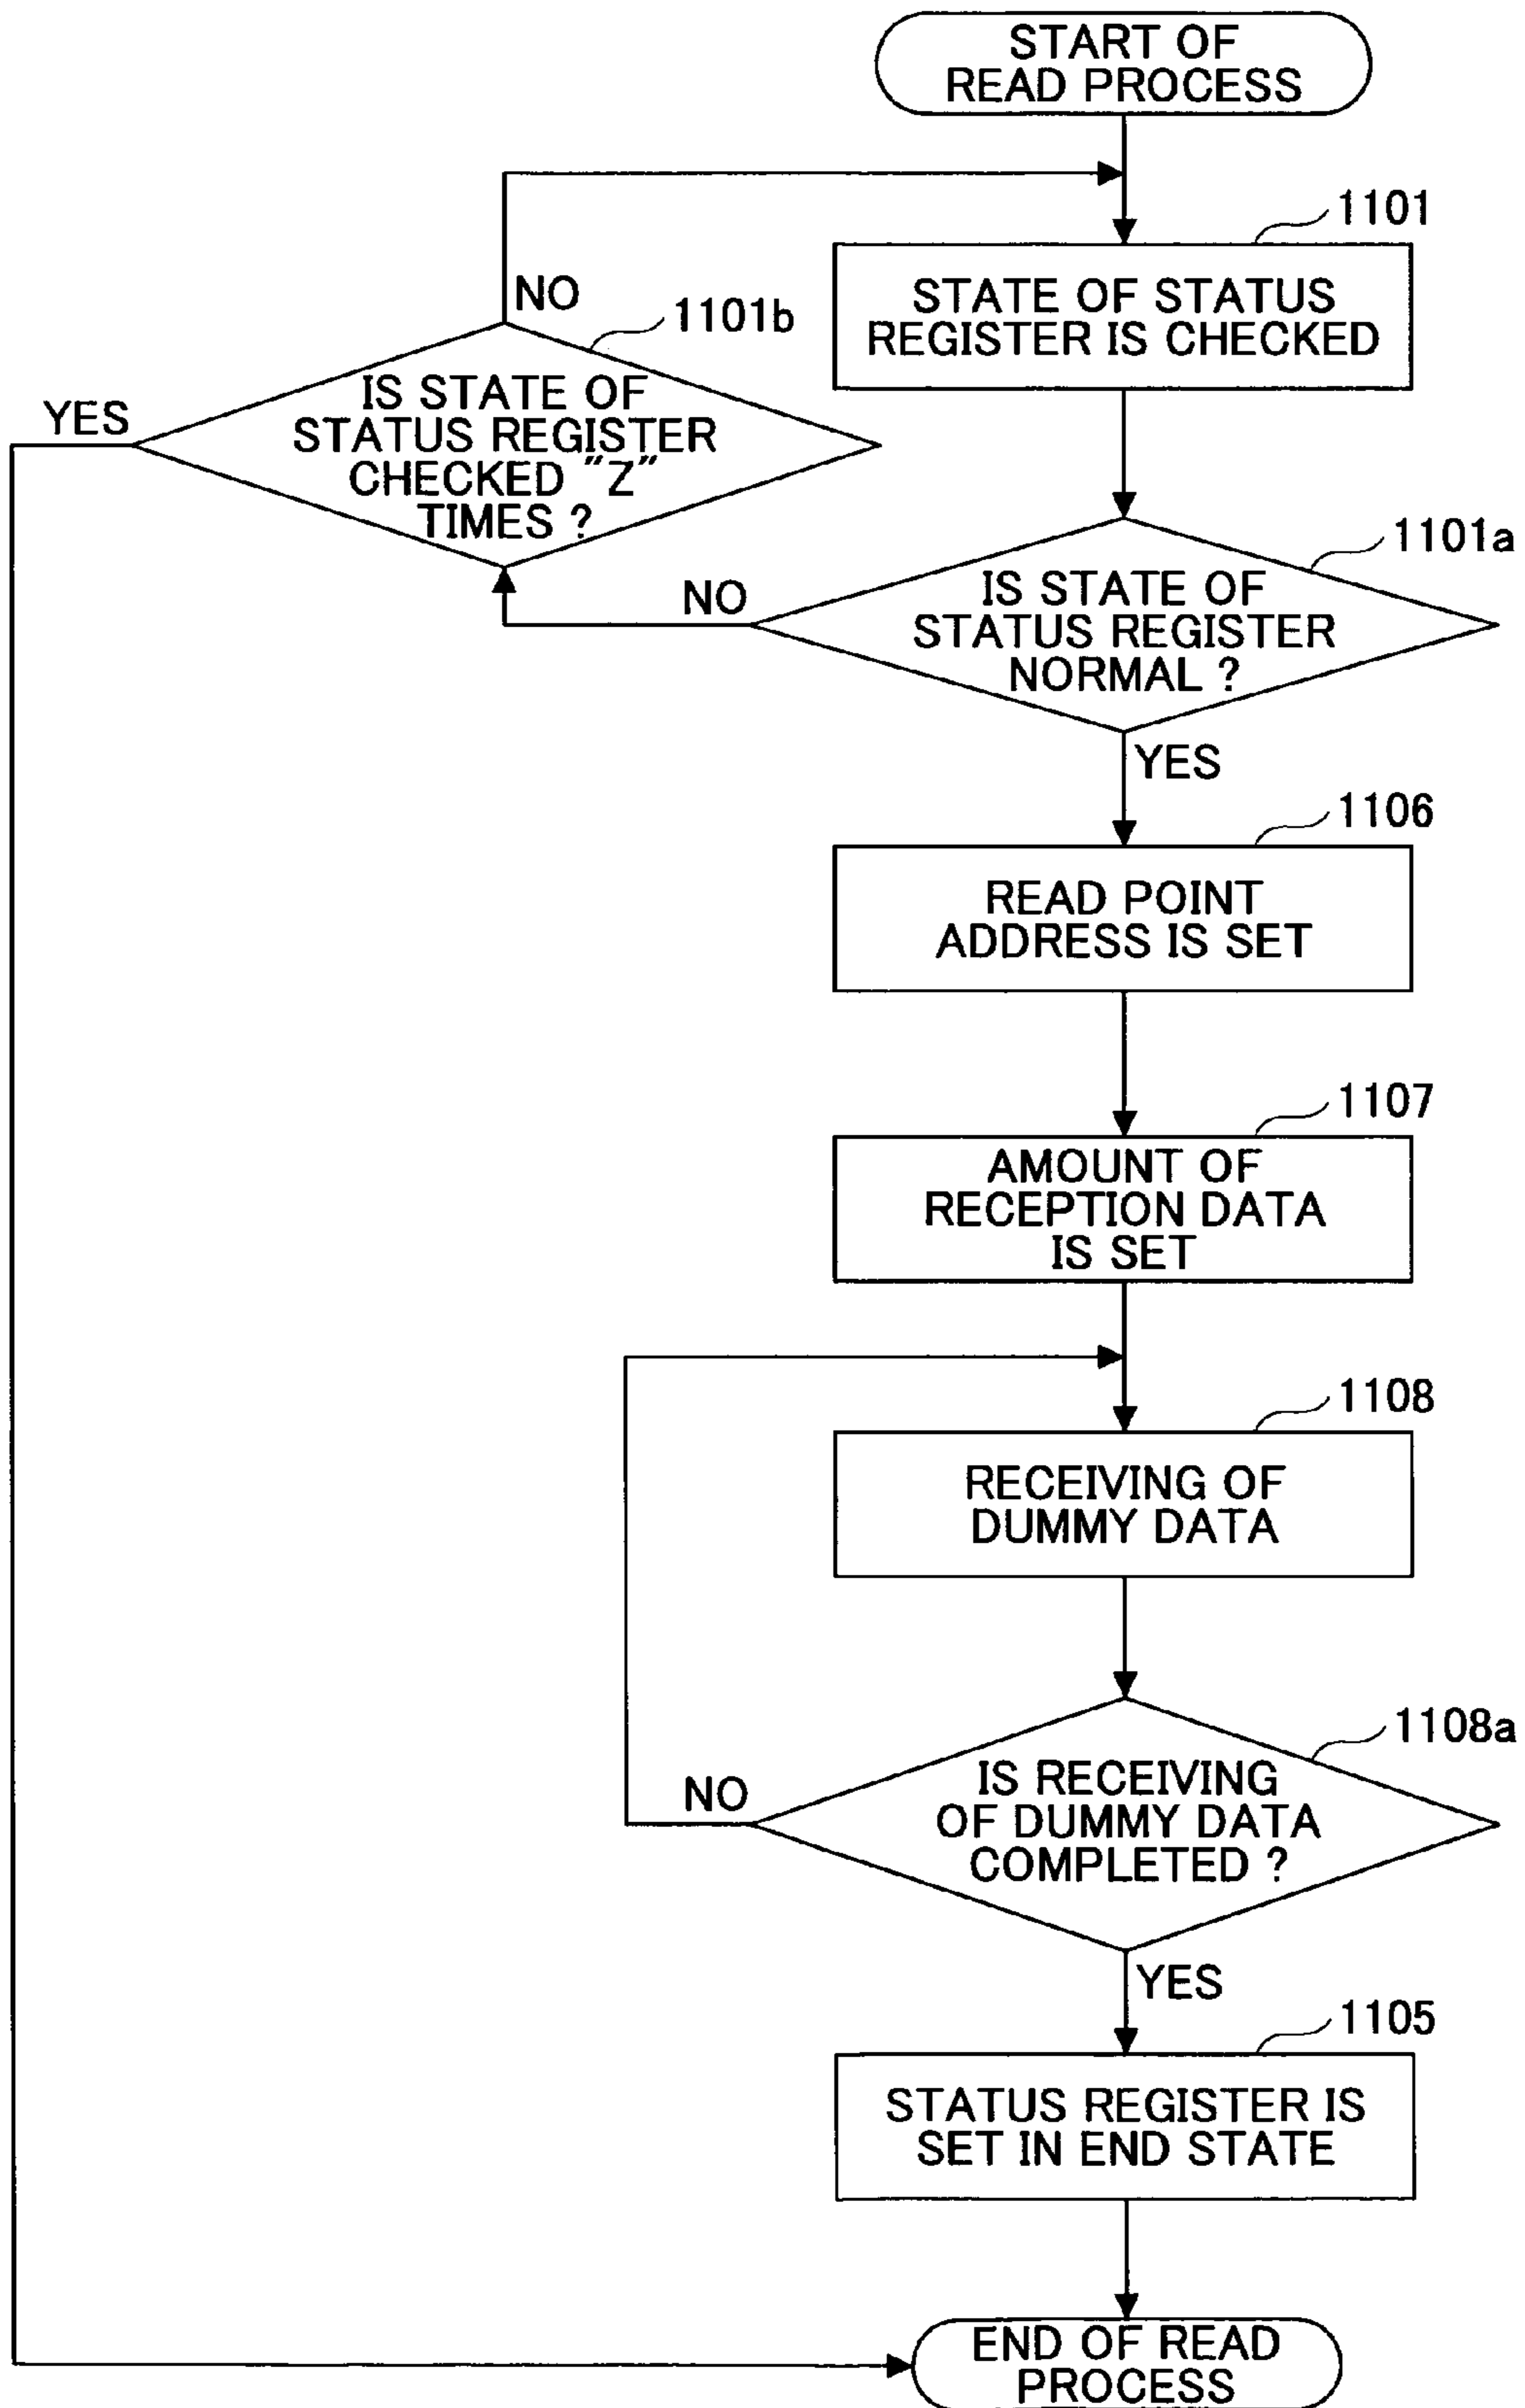 START OF
READ PROCESS
1101
STATE OF STATUS
REGISTER IS CHECKED
NO
1101b
YES
IS STATE OF
STATUS REGISTER
CHECKED "Z"
TIMES ?
1101a
NO
IS STATE OF
STATUS REGISTER
NORMAL ?
YES
1106
READ POINT
ADDRESS IS SET
1107
AMOUNT OF
RECEPTION DATA
IS SET
1108
RECEIVING OF
DUMMY DATA
1108a
NO
IS RECEIVING
OF DUMMY DATA
COMPLETED ?
YES
1105
STATUS REGISTER IS
SET IN END STATE
END OF READ
PROCESS